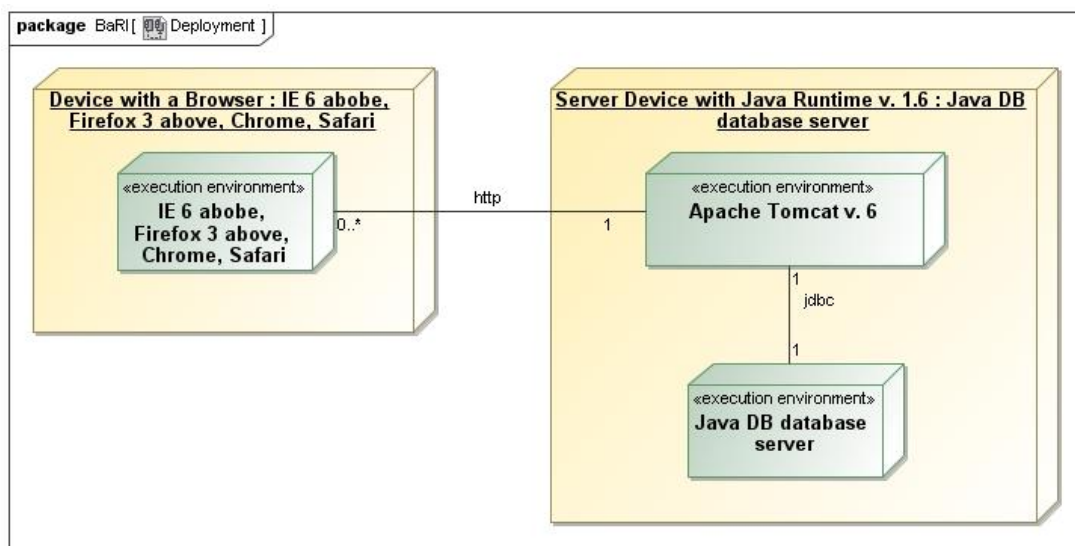 package BaRI[ Deployment ]
Device with a Browser : IE 6 abobe,
Firefox 3 above, Chrome, Safari
«execution environment»
IE 6 abobe,
Firefox 3 above,
Chrome, Safari
0..*
http
1
Server Device with Java Runtime v. 1.6 : Java DB
database server
«execution environment»
Apache Tomcat v. 6
1
jdbc
1
«execution environment»
Java DB database
server